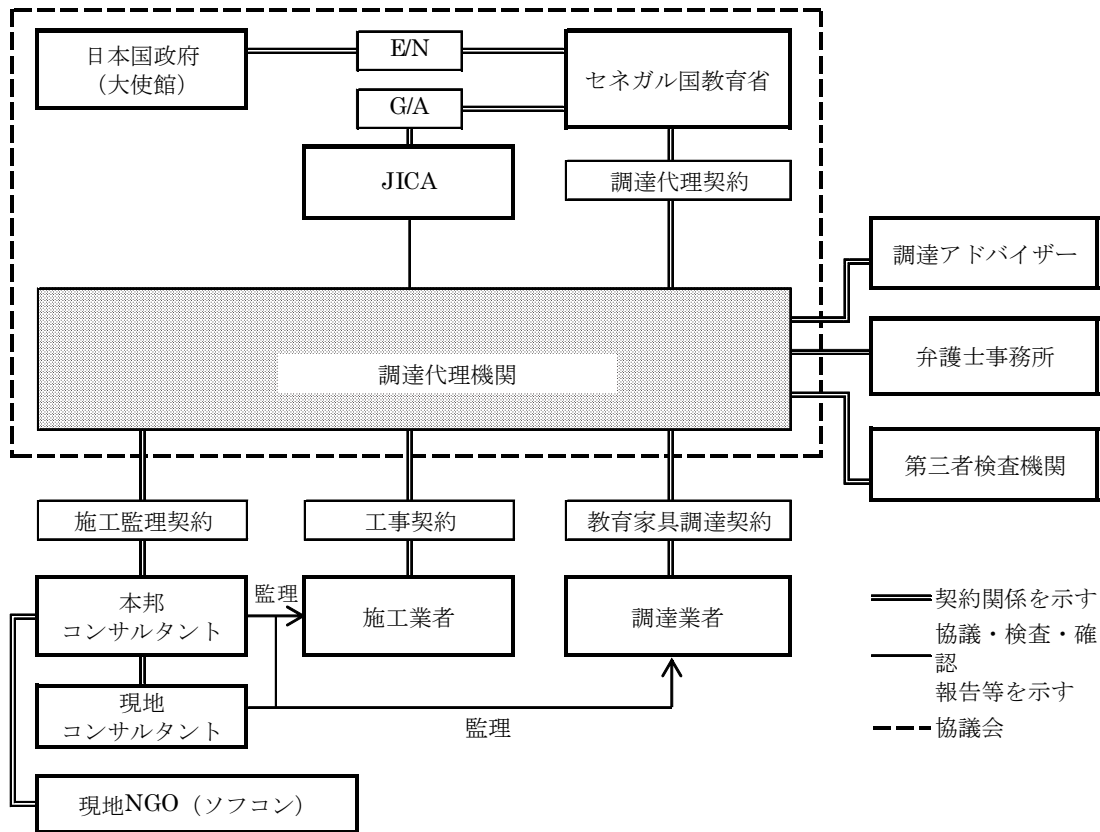 日本国政府
（大使館）
E/N
セネガル国教育省
G/A
JICA
調達代理契約
調達アドバイザー
調達代理機関
弁護士事務所
第三者検査機関
施工監理契約
工事契約
教育家具調達契約
本邦
コンサルタント
監理
施工業者
調達業者
現地
コンサルタント
監理
現地NGO（ソフコン）
契約関係を示す
協議・検査・確
認
報告等を示す
協議会